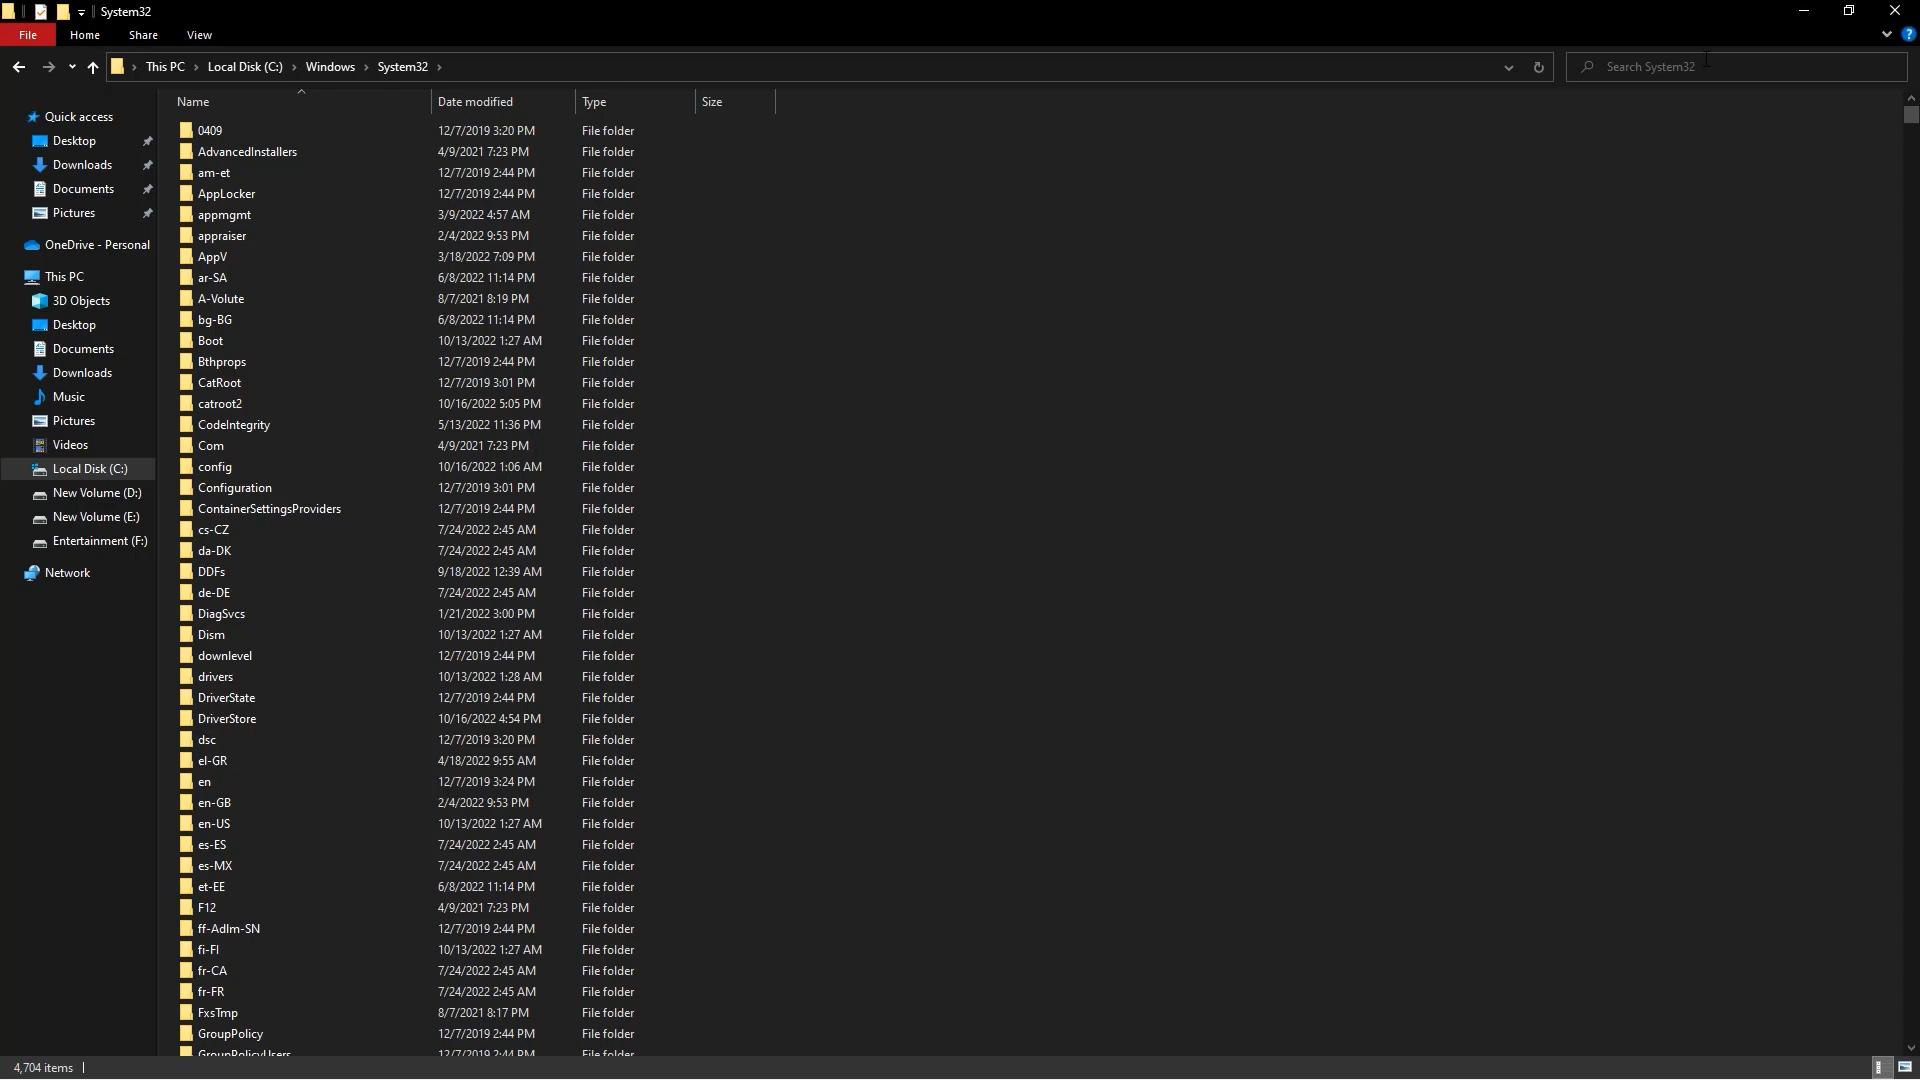 System32
File Home Share View
This PC Local Disk (C:) Windows System32
Search System32
Name Date modified Type Size
Quick access
Desktop
Downloads
Documents
Pictures
OneDrive - Personal
This PC
3D Objects
Desktop
Documents
Downloads
Music
Pictures
Videos
Local Disk (C:)
New Volume (D:)
New Volume (E:)
Entertainment (F:)
Network
0409 12/7/2019 3:20 PM File folder
AdvancedInstallers 4/9/2021 7:23 PM File folder
am-et 12/7/2019 2:44 PM File folder
AppLocker 12/7/2019 2:44 PM File folder
appmgmt 3/9/2022 4:57 AM File folder
appraiser 2/4/2022 9:53 PM File folder
AppV 3/18/2022 7:09 PM File folder
ar-SA 6/8/2022 11:14 PM File folder
A-Volute 8/7/2021 8:19 PM File folder
bg-BG 6/8/2022 11:14 PM File folder
Boot 10/13/2022 1:27 AM File folder
Bthprops 12/7/2019 2:44 PM File folder
CatRoot 12/7/2019 3:01 PM File folder
catroot2 10/16/2022 5:05 PM File folder
CodeIntegrity 5/13/2022 11:36 PM File folder
Com 4/9/2021 7:23 PM File folder
config 10/16/2022 1:06 AM File folder
Configuration 12/7/2019 3:01 PM File folder
ContainerSettingsProviders 12/7/2019 2:44 PM File folder
cs-CZ 7/24/2022 2:45 AM File folder
da-DK 7/24/2022 2:45 AM File folder
DDFs 9/18/2022 12:39 AM File folder
de-DE 7/24/2022 2:45 AM File folder
DiagSvcs 1/21/2022 3:00 PM File folder
Dism 10/13/2022 1:27 AM File folder
downlevel 12/7/2019 2:44 PM File folder
drivers 10/13/2022 1:28 AM File folder
DriverState 12/7/2019 2:44 PM File folder
DriverStore 10/16/2022 4:54 PM File folder
dsc 12/7/2019 3:20 PM File folder
el-GR 4/18/2022 9:55 AM File folder
en 12/7/2019 3:24 PM File folder
en-GB 2/4/2022 9:53 PM File folder
en-US 10/13/2022 1:27 AM File folder
es-ES 7/24/2022 2:45 AM File folder
es-MX 7/24/2022 2:45 AM File folder
et-EE 6/8/2022 11:14 PM File folder
F12 4/9/2021 7:23 PM File folder
ff-Adlm-SN 12/7/2019 2:44 PM File folder
fi-FI 10/13/2022 1:27 AM File folder
fr-CA 7/24/2022 2:45 AM File folder
fr-FR 7/24/2022 2:45 AM File folder
FxsTmp 8/7/2021 8:17 PM File folder
GroupPolicy 12/7/2019 2:44 PM File folder
GroupPolicyUsers 12/7/2019 2:44 PM File folder
4,704 items